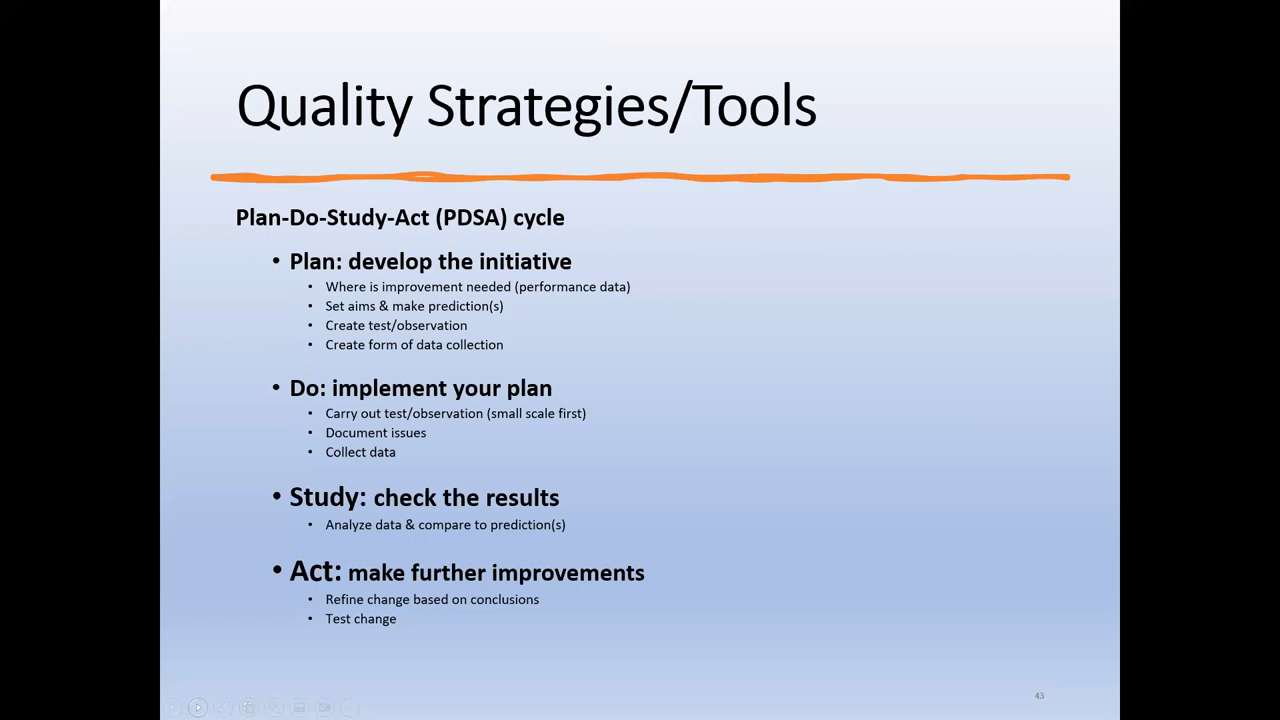 Quality Strategies/Tools
Plan-Do-Study-Act (PDSA) cycle
• Plan: develop the initiative
• Where is improvement needed (performance data)
• Set aims & make prediction(s)
• Create test/observation
• Create form of data collection
• Do: implement your plan
• Carry out test/observation (small scale first)
• Document issues
• Collect data
• Study: check the results
• Analyze data & compare to prediction(s)
• Act: make further improvements
• Refine change based on conclusions
• Test change
43